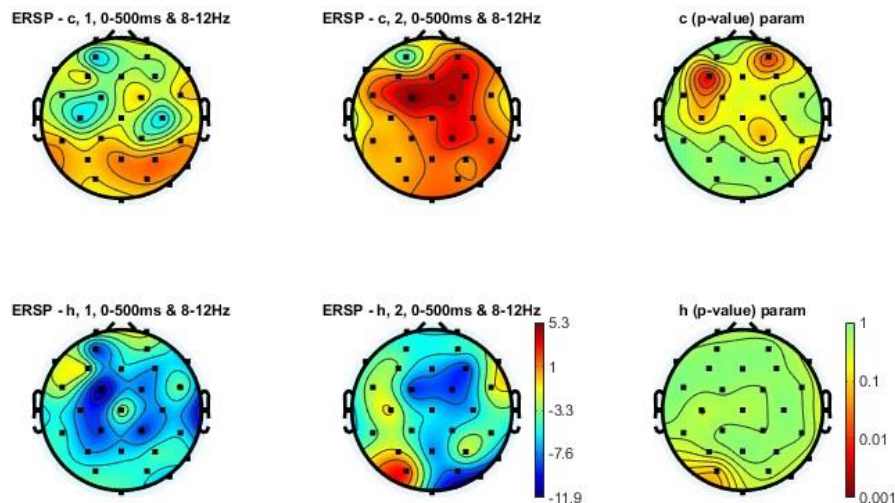 ERSP - c, 1, 0-500ms & 8-12Hz
ERSP - c, 2, 0-500ms & 8-12Hz
c (p-value) param
ERSP - h, 1, 0-500ms & 8-12Hz
ERSP - h, 2, 0-500ms & 8-12Hz
h (p-value) param
5.3
1
-3.3
-7.6
-11.9
1
0.1
0.01
0.001